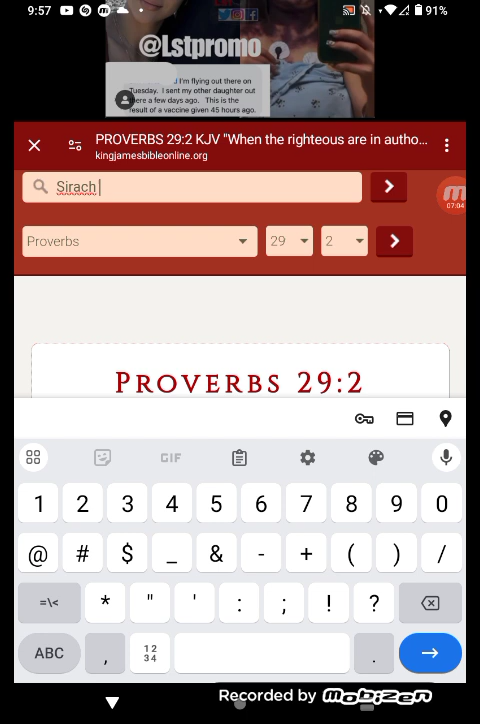 9:57 91%
@Lstpromo
I'm flying out there on
Tuesday. I sent my other daughter out
here a few days ago. This is the
result of a vaccine given 45 hours ago.
PROVERBS 29:2 KJV "When the righteous are in autho...
kingjamesbibleonline.org
Sirach
07:04
Proverbs 29 2
PROVERBS 29:2
GIF
1 2 3 4 5 6 7 8 9 0
@ # $ _ & - + ( ) /
=\< * " ' : ; ! ?
ABC , 12 34 .
Recorded by Mobizen